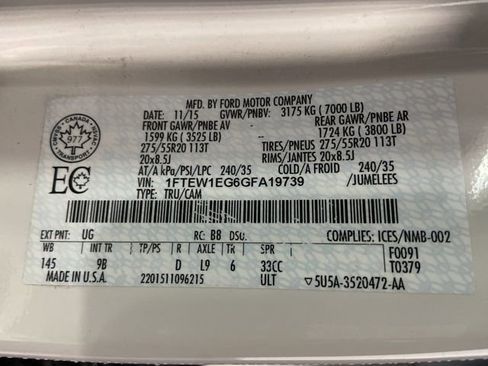 MFD. BY FORD MOTOR COMPANY
DATE: 11/15 GVWR/PNBV: 3175 KG ( 7000 LB)
FRONT GAWR/PNBE AV REAR GAWR/PNBE AR
1599 KG ( 3525 LB) 1724 KG ( 3800 LB)
275/55R20 113T TIRES/PNEUS 275/55R20 113T
20x8.5J RIMS/JANTES 20x8.5J
AT/A kPa/PSI/LPC 240/35 COLD/A FROID 240/35
VIN: 1FTEW1EG6GFA19739 /JUMELEES
TYPE: TRU/CAM
CANADA
977
TRANSPORT
EC
EXT PNT: UG RC: B8 DSO: COMPLIES: ICES/NMB-002
WB INT TR TP/PS R AXLE TR SPR F0091
145 9B D L9 6 33CC T0379
MADE IN U.S.A. 2201511096215 ULT ▽5U5A-3520472-AA